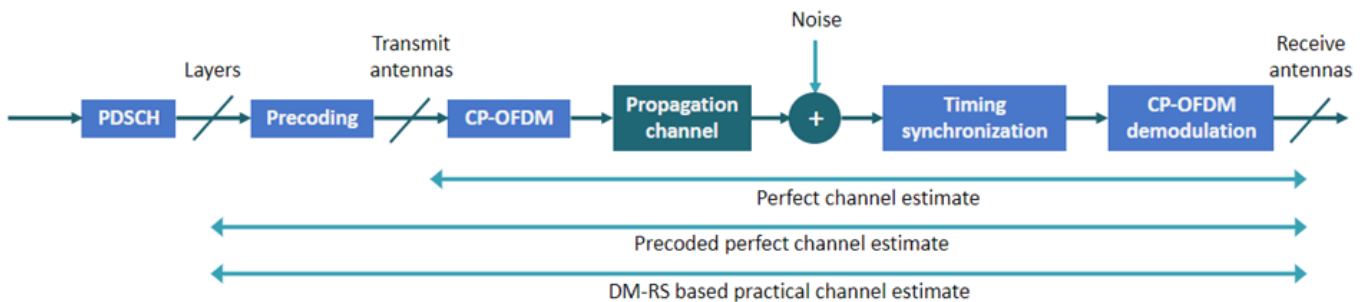 Noise
Transmit
antennas
Receive
antennas
Layers
PDSCH
Precoding
CP-OFDM
Propagation
channel
+
Timing
synchronization
CP-OFDM
demodulation
Perfect channel estimate
Precoded perfect channel estimate
DM-RS based practical channel estimate